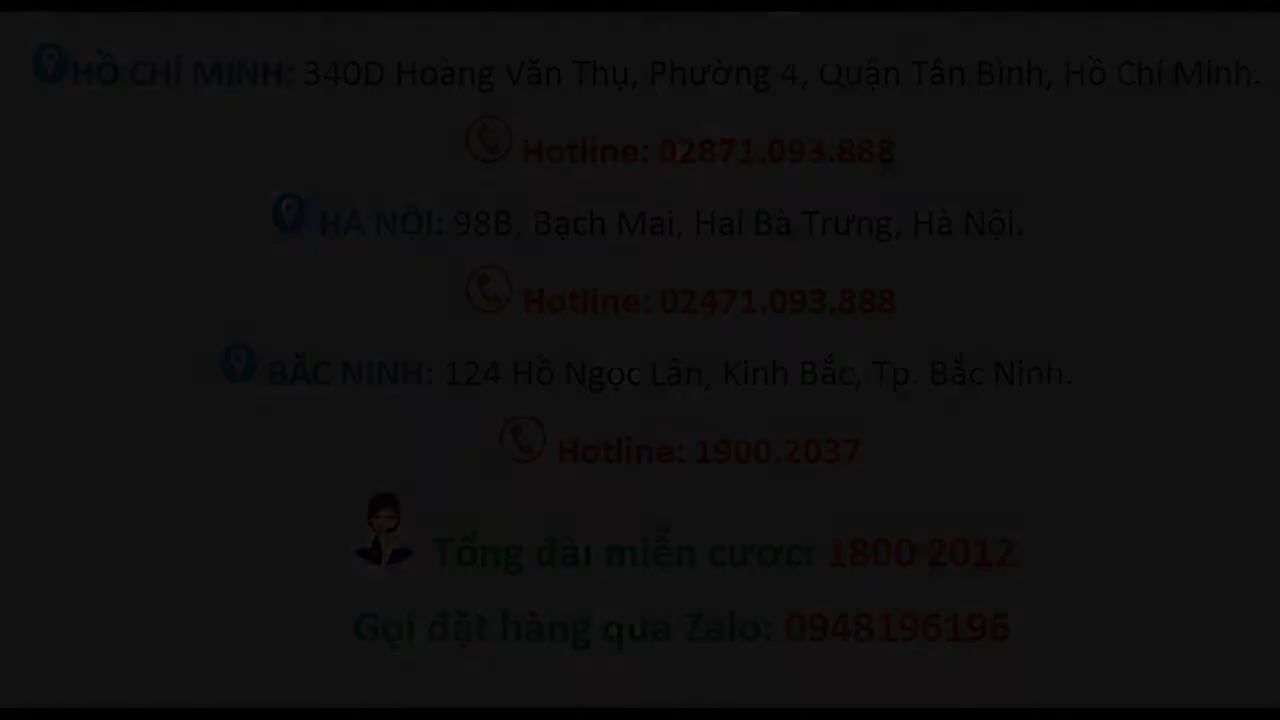 HỒ CHÍ MINH: 340D Hoàng Văn Thụ, Phường 4, Quận Tân Bình, Hồ Chí Minh.
Hotline: 02871.093.888
HÀ NỘI: 98B, Bạch Mai, Hai Bà Trưng, Hà Nội.
Hotline: 02471.093.888
BẮC NINH: 124 Hồ Ngọc Lân, Kinh Bắc, Tp. Bắc Ninh.
Hotline: 1900.2037
Tổng đài miễn cước: 1800 2012
Gọi đặt hàng qua Zalo: 0948196196